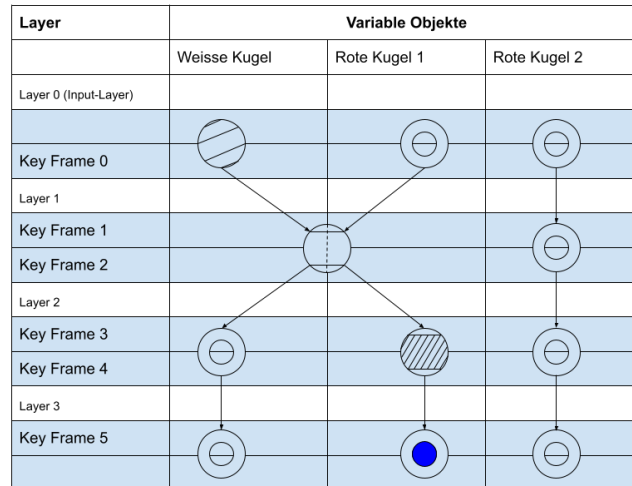 Layer Variable Objekte
Weisse Kugel Rote Kugel 1 Rote Kugel 2
Layer 0 (Input-Layer)
Key Frame 0
Layer 1
Key Frame 1
Key Frame 2
Layer 2
Key Frame 3
Key Frame 4
Layer 3
Key Frame 5